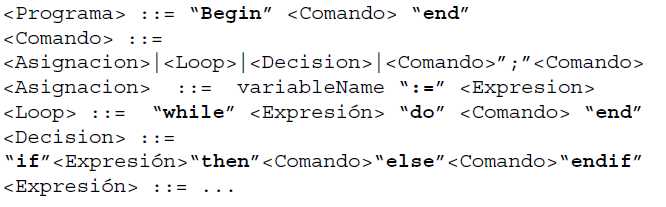 <Programa> ::= “Begin” <Comando> “end”
<Comando> ::=
<Asignacion>|<Loop>|<Decision>|<Comando>”;”<Comando>
<Asignacion> ::= variableName “:=” <Expresion>
<Loop> ::= “while” <Expresión> “do” <Comando> “end”
<Decision> ::=
“if”<Expresión>“then”<Comando>“else”<Comando>“endif”
<Expresión> ::= ...